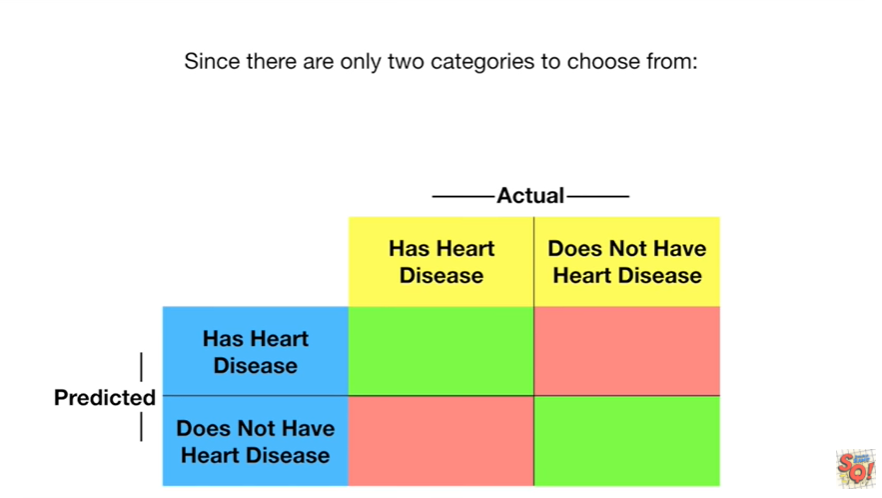 Since there are only two categories to choose from:
Actual
Has Heart
Disease
Does Not Have
Heart Disease
Has Heart
Disease
Predicted
Does Not Have
Heart Disease
SQ!